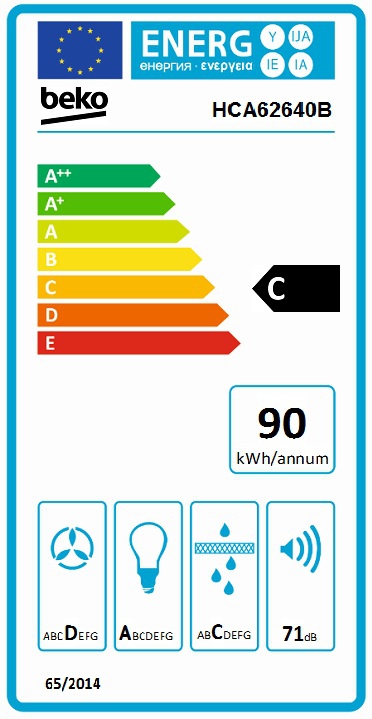 ENERG Y IJA
енергия · ενεργεια IE IA
beko
HCA62640B
A++
A+
A
B
C
D
E
C
90
kWh/annum
ABCDEFG
ABCDEFG
ABCDEFG
71dB
65/2014